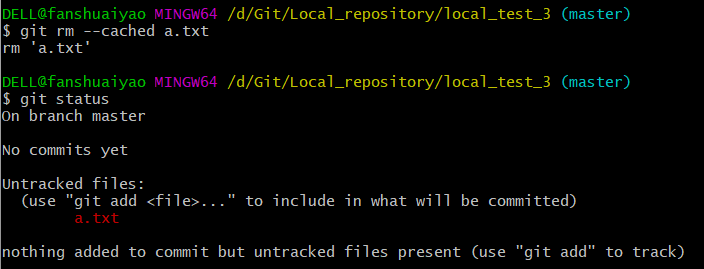 DELL@fanshuaiyao MINGW64 /d/Git/Local_repository/local_test_3 (master)
$ git rm --cached a.txt
rm 'a.txt'
DELL@fanshuaiyao MINGW64 /d/Git/Local_repository/local_test_3 (master)
$ git status
On branch master
No commits yet
Untracked files:
  (use "git add <file>..." to include in what will be committed)
        a.txt
nothing added to commit but untracked files present (use "git add" to track)